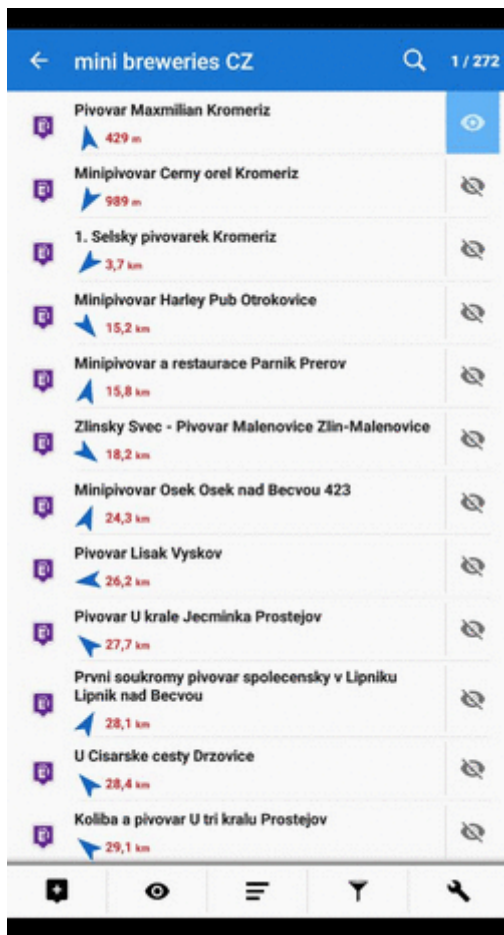 mini breweries CZ 1 / 272
Pivovar Maxmilian Kromeriz
429 m
Minipivovar Cerny orel Kromeriz
989 m
1. Selsky pivovarek Kromeriz
3,7 km
Minipivovar Harley Pub Otrokovice
15,2 km
Minipivovar a restaurace Parnik Prerov
15,8 km
Zlinsky Svec - Pivovar Malenovice Zlin-Malenovice
18,2 km
Minipivovar Osek Osek nad Becvou 423
24,3 km
Pivovar Lisak Vyskov
26,2 km
Pivovar U krale Jecminka Prostejov
27,7 km
Prvni soukromy pivovar spolecensky v Lipniku
Lipnik nad Becvou
28,1 km
U Cisarske cesty Drzovice
28,4 km
Koliba a pivovar U tri kralu Prostejov
29,1 km